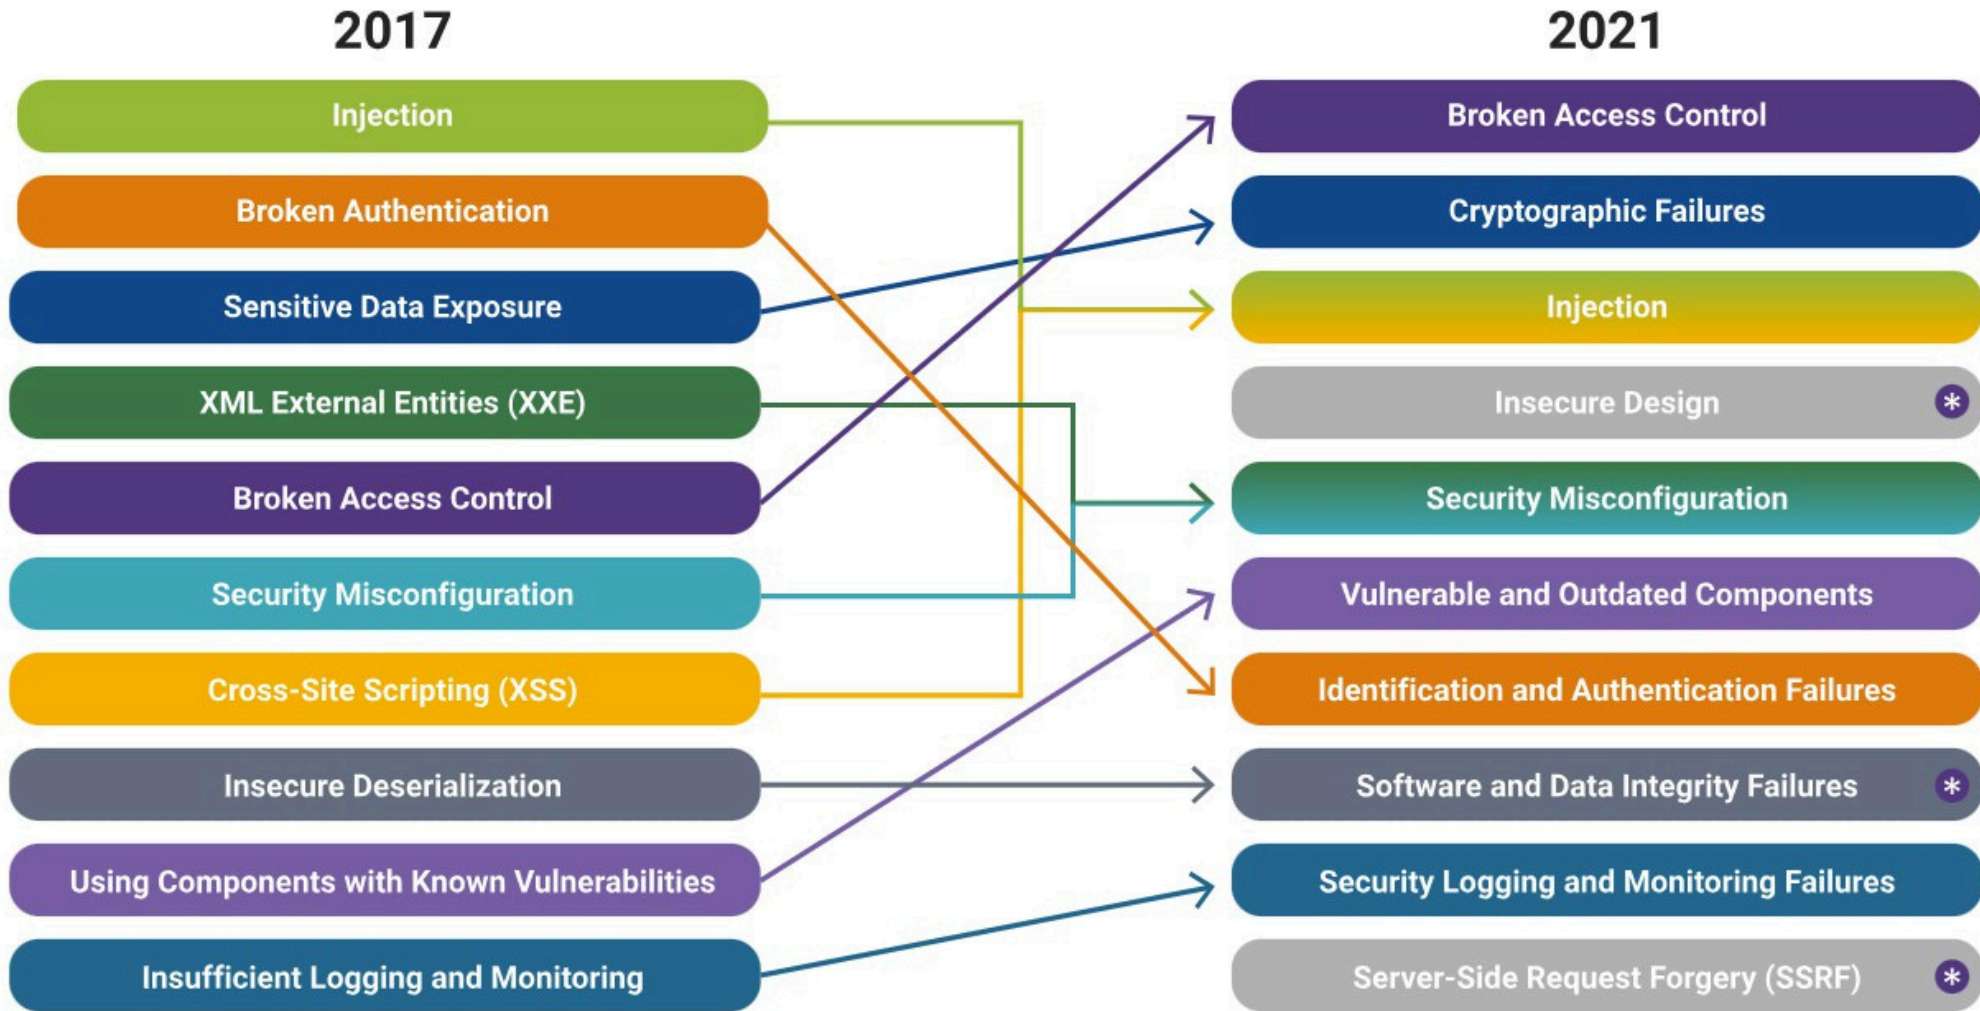 2017
Injection
Broken Authentication
Sensitive Data Exposure
XML External Entities (XXE)
Broken Access Control
Security Misconfiguration
Cross-Site Scripting (XSS)
Insecure Deserialization
Using Components with Known Vulnerabilities
Insufficient Logging and Monitoring
2021
Broken Access Control
Cryptographic Failures
Injection
Insecure Design *
Security Misconfiguration
Vulnerable and Outdated Components
Identification and Authentication Failures
Software and Data Integrity Failures *
Security Logging and Monitoring Failures
Server-Side Request Forgery (SSRF) *